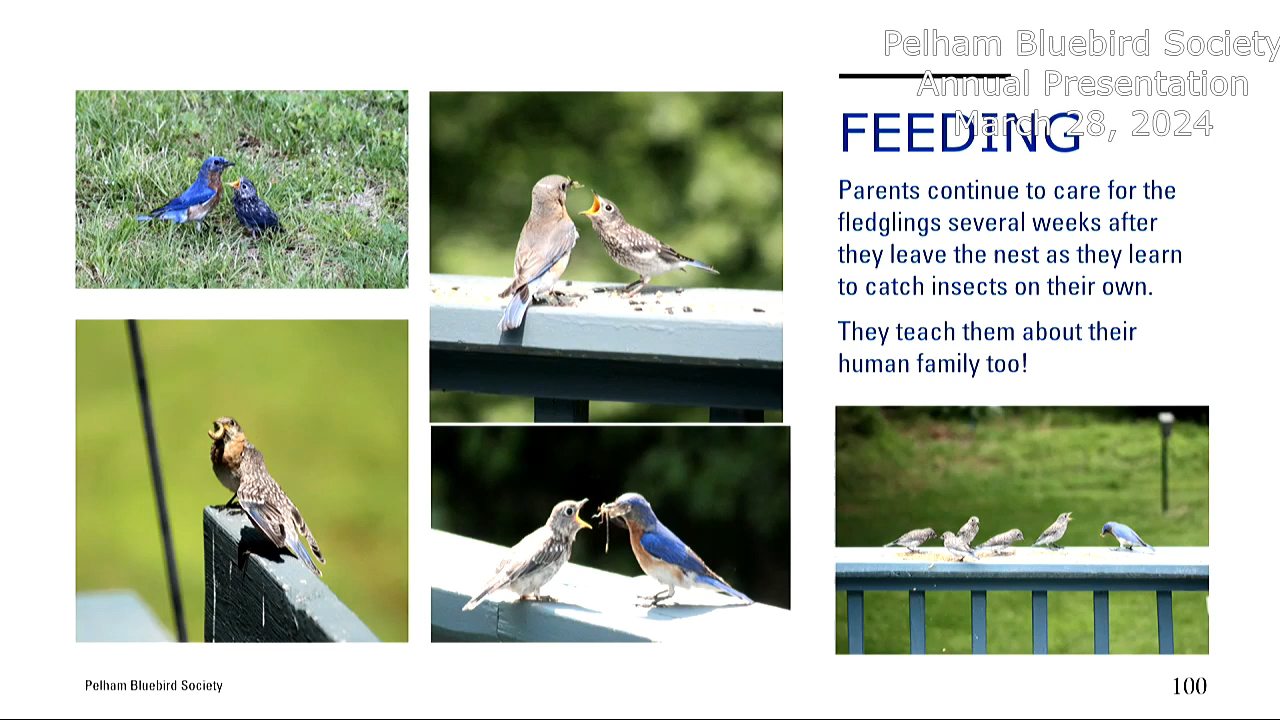 Pelham Bluebird Society
Annual Presentation
March 28, 2024
FEEDING
Parents continue to care for the
fledglings several weeks after
they leave the nest as they learn
to catch insects on their own.
They teach them about their
human family too!
Pelham Bluebird Society
100